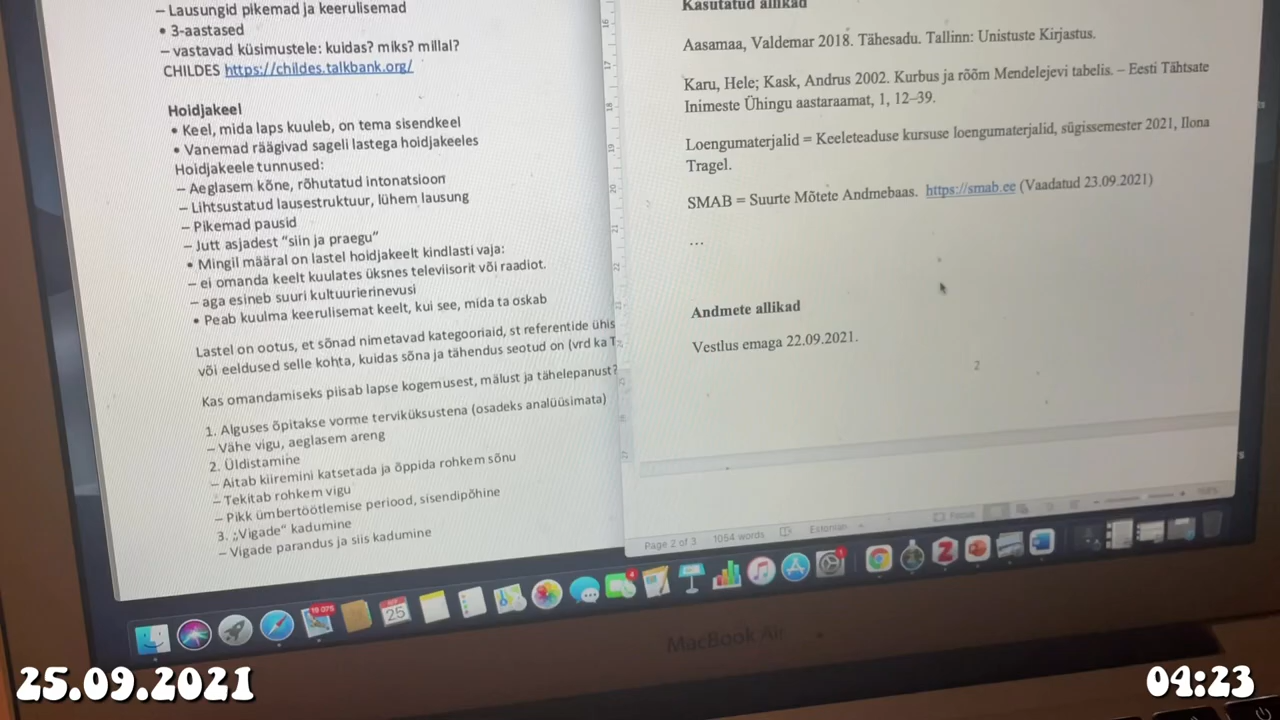 – Lausungid pikemad ja keerulisemad
• 3-aastased
– vastavad küsimustele: kuidas? miks? millal?
CHILDES https://childes.talkbank.org/
Hoidjakeel
• Keel, mida laps kuuleb, on tema sisendkeel
• Vanemad räägivad sageli lastega hoidjakeeles
Hoidjakeele tunnused:
– Aeglasem kõne, rõhutatud intonatsioon
– Lihtsustatud lausestruktuur, lühem lausung
– Pikemad pausid
– Jutt asjadest “siin ja praegu”
• Mingil määral on lastel hoidjakeelt kindlasti vaja:
– ei omanda keelt kuulates üksnes televiisorit või raadiot.
– aga esineb suuri kultuurierinevusi
• Peab kuulma keerulisemat keelt, kui see, mida ta oskab
Lastel on ootus, et sõnad nimetavad kategooriaid, st referentide ühis
või eeldused selle kohta, kuidas sõna ja tähendus seotud on (vrd ka T
Kas omandamiseks piisab lapse kogemusest, mälust ja tähelepanust?
1. Alguses õpitakse vorme terviküksustena (osadeks analüüsimata)
– Vähe vigu, aeglasem areng
2. Üldistamine
– Aitab kiiremini katsetada ja õppida rohkem sõnu
– Tekitab rohkem vigu
– Pikk ümbertöötlemise periood, sisendipõhine
3. „Vigade“ kadumine
– Vigade parandus ja siis kadumine
Kasutatud allikad
Aasamaa, Valdemar 2018. Tähesadu. Tallinn: Unistuste Kirjastus.
Karu, Hele; Kask, Andrus 2002. Kurbus ja rõõm Mendelejevi tabelis. – Eesti Tähtsate
Inimeste Ühingu aastaraamat, 1, 12–39.
Loengumaterjalid = Keeleteaduse kursuse loengumaterjalid, sügissemester 2021, Ilona
Tragel.
SMAB = Suurte Mõtete Andmebaas. https://smab.ee (Vaadatud 23.09.2021)
…
Andmete allikad
Vestlus emaga 22.09.2021.
2
Page 2 of 3 1054 words Estonian Focus
25
MacBook Air
25.09.2021
04:23